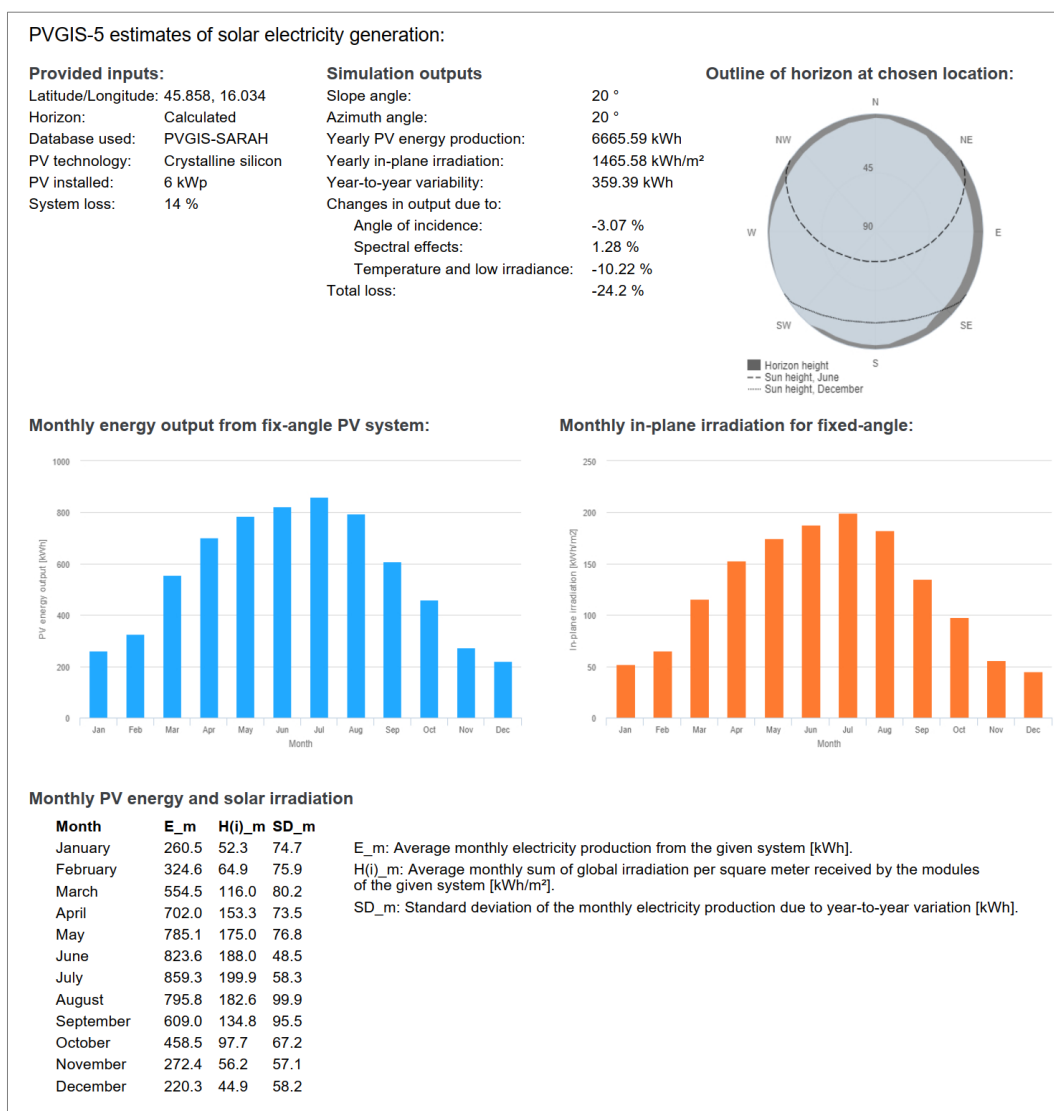 PVGIS-5 estimates of solar electricity generation:
Provided inputs:
Latitude/Longitude: 45.858, 16.034
Horizon: Calculated
Database used: PVGIS-SARAH
PV technology: Crystalline silicon
PV installed: 6 kWp
System loss: 14 %
Simulation outputs
Slope angle: 20 °
Azimuth angle: 20 °
Yearly PV energy production: 6665.59 kWh
Yearly in-plane irradiation: 1465.58 kWh/m²
Year-to-year variability: 359.39 kWh
Changes in output due to:
Angle of incidence: -3.07 %
Spectral effects: 1.28 %
Temperature and low irradiance: -10.22 %
Total loss: -24.2 %
Outline of horizon at chosen location:
N
NW NE
45
90
W E
SW SE
S
Horizon height
Sun height, June
Sun height, December
Monthly energy output from fix-angle PV system:
PV energy output [kWh]
1000
800
600
400
200
0
Jan Feb Mar Apr May Jun Jul Aug Sep Oct Nov Dec
Month
Monthly in-plane irradiation for fixed-angle:
In-plane irradiation [kWh/m2]
250
200
150
100
50
0
Jan Feb Mar Apr May Jun Jul Aug Sep Oct Nov Dec
Month
Monthly PV energy and solar irradiation
Month E_m H(i)_m SD_m
January 260.5 52.3 74.7
February 324.6 64.9 75.9
March 554.5 116.0 80.2
April 702.0 153.3 73.5
May 785.1 175.0 76.8
June 823.6 188.0 48.5
July 859.3 199.9 58.3
August 795.8 182.6 99.9
September 609.0 134.8 95.5
October 458.5 97.7 67.2
November 272.4 56.2 57.1
December 220.3 44.9 58.2
E_m: Average monthly electricity production from the given system [kWh].
H(i)_m: Average monthly sum of global irradiation per square meter received by the modules
of the given system [kWh/m²].
SD_m: Standard deviation of the monthly electricity production due to year-to-year variation [kWh].